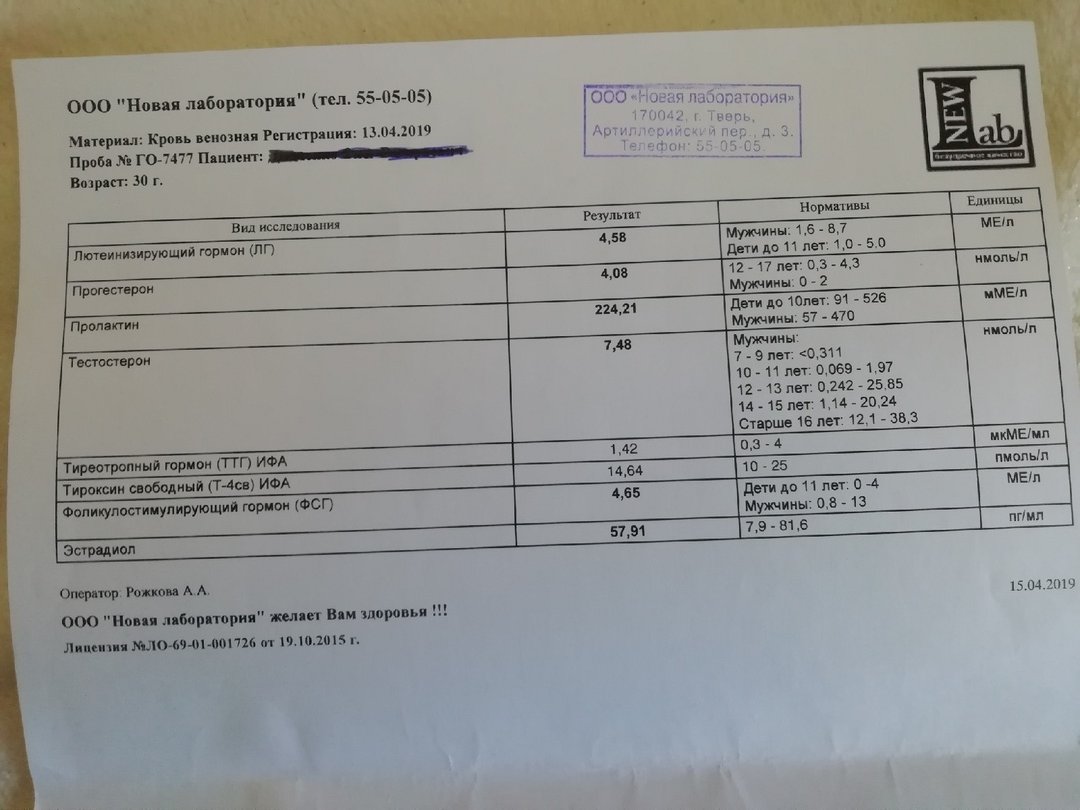 ООО "Новая лаборатория" (тел. 55-05-05)
Материал: Кровь венозная Регистрация: 13.04.2019
Проба № ГО-7477 Пациент:
Возраст: 30 г.
ООО «Новая лаборатория»
170042, г. Тверь,
Артиллерийский пер., д. 3.
Телефон: 55-05-05.
NEW Lab
безупречное качество
Вид исследования Результат Нормативы Единицы
Лютеинизирующий гормон (ЛГ) 4,58 Мужчины: 1,6 - 8,7 МЕ/л
Дети до 11 лет: 1,0 - 5.0
Прогестерон 4,08 12 - 17 лет: 0,3 - 4,3 нмоль/л
Мужчины: 0 - 2
Пролактин 224,21 Дети до 10лет: 91 - 526 мМЕ/л
Мужчины: 57 - 470
Тестостерон 7,48 Мужчины: нмоль/л
7 - 9 лет: <0,311
10 - 11 лет: 0,069 - 1,97
12 - 13 лет: 0,242 - 25,85
14 - 15 лет: 1,14 - 20,24
Старше 16 лет: 12,1 - 38,3
Тиреотропный гормон (ТТГ) ИФА 1,42 0,3 - 4 мкМЕ/мл
Тироксин свободный (Т-4св) ИФА 14,64 10 - 25 пмоль/л
Фоликулостимулирующий гормон (ФСГ) 4,65 Дети до 11 лет: 0 -4 МЕ/л
Мужчины: 0,8 - 13
Эстрадиол 57,91 7,9 - 81,6 пг/мл
Оператор: Рожкова А.А. 15.04.2019
ООО "Новая лаборатория" желает Вам здоровья !!!
Лицензия №ЛО-69-01-001726 от 19.10.2015 г.